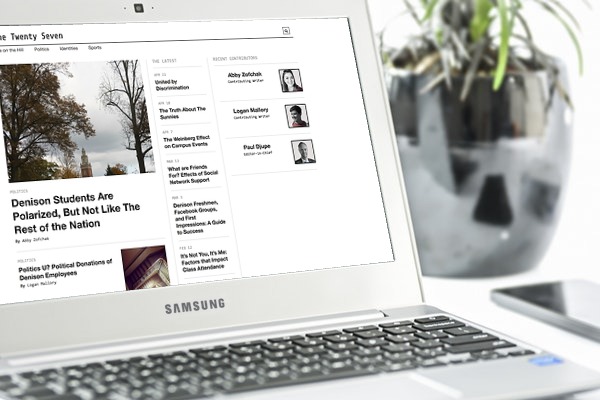 he Twenty Seven
on the Hill Politics Identities Sports
THE LATEST
APR 23
United by
Discrimination
APR 10
The Truth About The
Sunnies
APR 7
The Weinberg Effect
on Campus Events
MAR 13
What are Friends
For? Effects of Social
Network Support
MAR 5
Denison Freshmen,
Facebook Groups,
and First
Impressions: A Guide
to Success
FEB 12
It's Not You, It's Me:
Factors that Impact
Class Attendance
RECENT CONTRIBUTORS
Abby Zofchak
Contributing Writer
Logan Mallory
Contributing Writer
Paul Djupe
Editor-in-Chief
POLITICS
Denison Students Are
Polarized, But Not Like The
Rest of the Nation
By Abby Zofchak
POLITICS
Politics U? Political Donations of
Denison Employees
By Logan Mallory
SAMSUNG